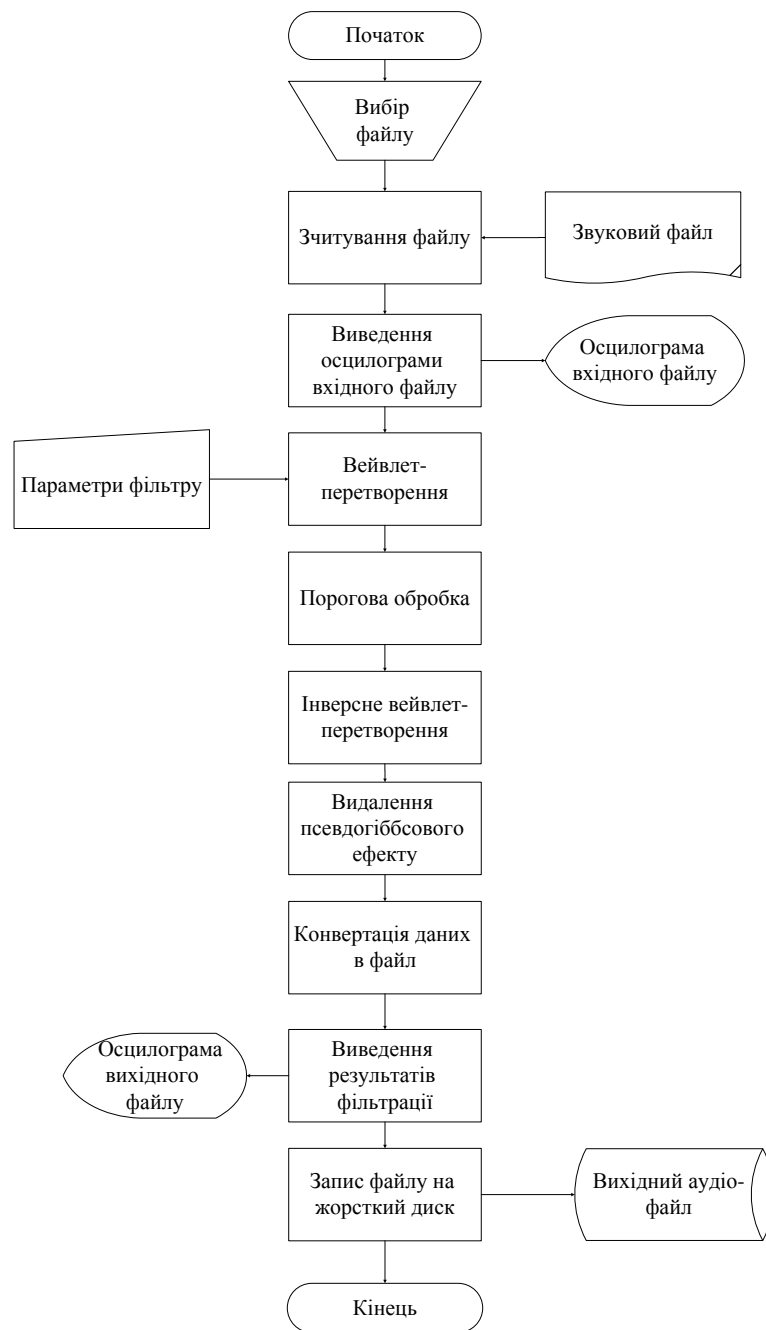 Початок
Вибір
файлу
Зчитування файлу
Звуковий файл
Виведення
осцилограми
вхідного файлу
Осцилограма
вхідного файлу
Параметри фільтру
Вейвлет-
перетворення
Порогова обробка
Інверсне вейвлет-
перетворення
Видалення
псевдогіббсового
ефекту
Конвертація даних
в файл
Осцилограма
вихідного
файлу
Виведення
результатів
фільтрації
Запис файлу на
жорсткий диск
Вихідний аудіо-
файл
Кінець